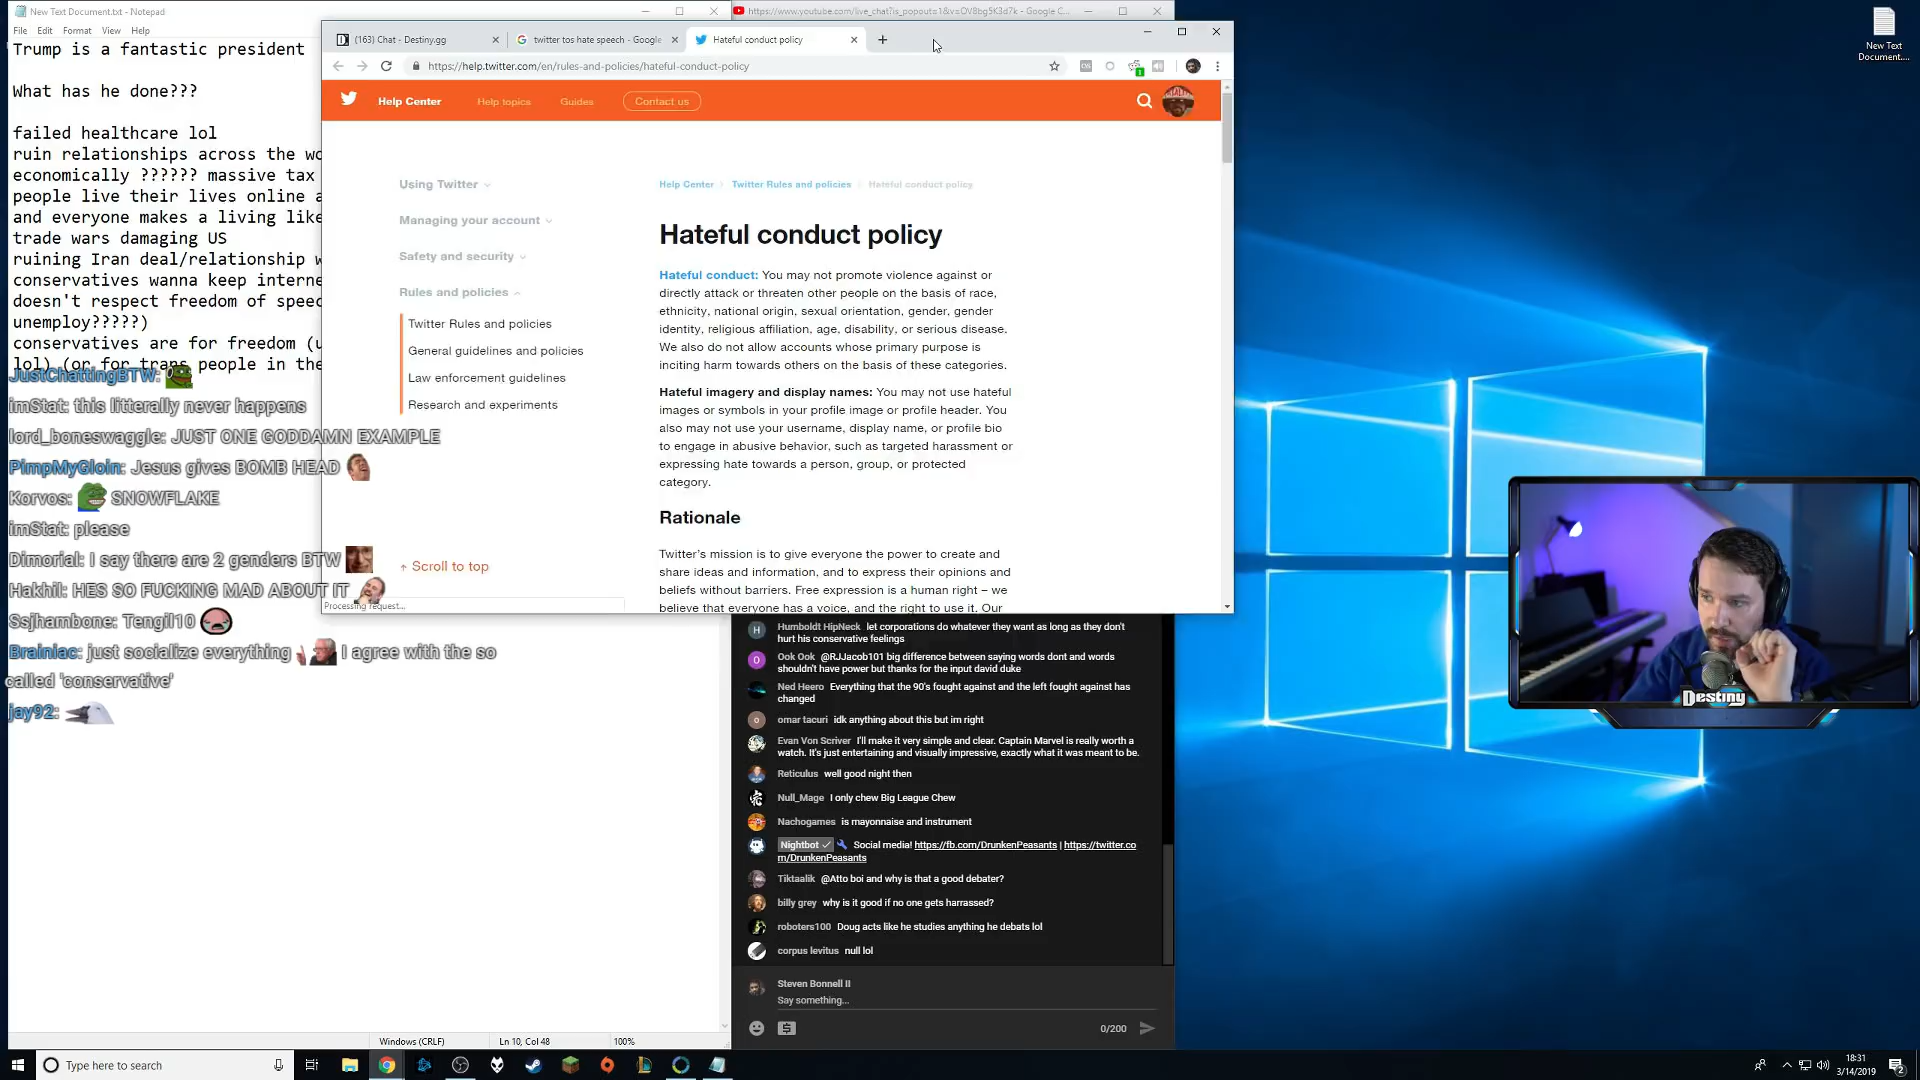 New Text Document.txt - Notepad
File Edit Format View Help
Trump is a fantastic president
What has he done???
failed healthcare lol
ruin relationships across the wo
economically ?????? massive tax
people live their lives online a
and everyone makes a living like
trade wars damaging US
ruining Iran deal/relationship w
conservatives wanna keep interne
doesn't respect freedom of speec
unemploy?????)
conservatives are for freedom (u
lol) (or for trans people in the
JustChattingBTW:
imStat: this litterally never happens
lord_boneswaggle: JUST ONE GODDAMN EXAMPLE
PimpMyGloin: Jesus gives BOMB HEAD
Korvos: SNOWFLAKE
imStat: please
Dimorial: I say there are 2 genders BTW
Hakhil: HES SO FUCKING MAD ABOUT IT
Ssjhambone: Tengil10
Brainiac: just socialize everything I agree with the so
called 'conservative'
jay92:
Windows (CRLF) Ln 10, Col 48 100%
https://www.youtube.com/live_chat?is_popout=1&v=OV8bg5K3d7k - Google C...
(163) Chat - Destiny.gg
twitter tos hate speech - Google
Hateful conduct policy
https://help.twitter.com/en/rules-and-policies/hateful-conduct-policy
Help Center Help topics Guides Contact us
Using Twitter
Managing your account
Safety and security
Rules and policies
Twitter Rules and policies
General guidelines and policies
Law enforcement guidelines
Research and experiments
↑ Scroll to top
Processing request...
Help Center Twitter Rules and policies Hateful conduct policy
Hateful conduct policy
Hateful conduct: You may not promote violence against or
directly attack or threaten other people on the basis of race,
ethnicity, national origin, sexual orientation, gender, gender
identity, religious affiliation, age, disability, or serious disease.
We also do not allow accounts whose primary purpose is
inciting harm towards others on the basis of these categories.
Hateful imagery and display names: You may not use hateful
images or symbols in your profile image or profile header. You
also may not use your username, display name, or profile bio
to engage in abusive behavior, such as targeted harassment or
expressing hate towards a person, group, or protected
category.
Rationale
Twitter's mission is to give everyone the power to create and
share ideas and information, and to express their opinions and
beliefs without barriers. Free expression is a human right – we
believe that everyone has a voice, and the right to use it. Our
H Humboldt HipNeck let corporations do whatever they want as long as they don't
hurt his conservative feelings
O Ook Ook @RJJacob101 big difference between saying words dont and words
shouldn't have power but thanks for the input david duke
Ned Heero Everything that the 90's fought against and the left fought against has
changed
o omar tacuri idk anything about this but im right
Evan Von Scriver I'll make it very simple and clear. Captain Marvel is really worth a
watch. It's just entertaining and visually impressive, exactly what it was meant to be.
Reticulus well good night then
Null_Mage I only chew Big League Chew
Nachogames is mayonnaise and instrument
Nightbot Social media! https://fb.com/DrunkenPeasants | https://twitter.co
m/DrunkenPeasants
Tiktaalik @Atto boi and why is that a good debater?
billy grey why is it good if no one gets harrassed?
roboters100 Doug acts like he studies anything he debats lol
corpus levitus null lol
Steven Bonnell II
Say something...
0/200
New Text
Document....
Destiny
Type here to search
18:31
3/14/2019
2